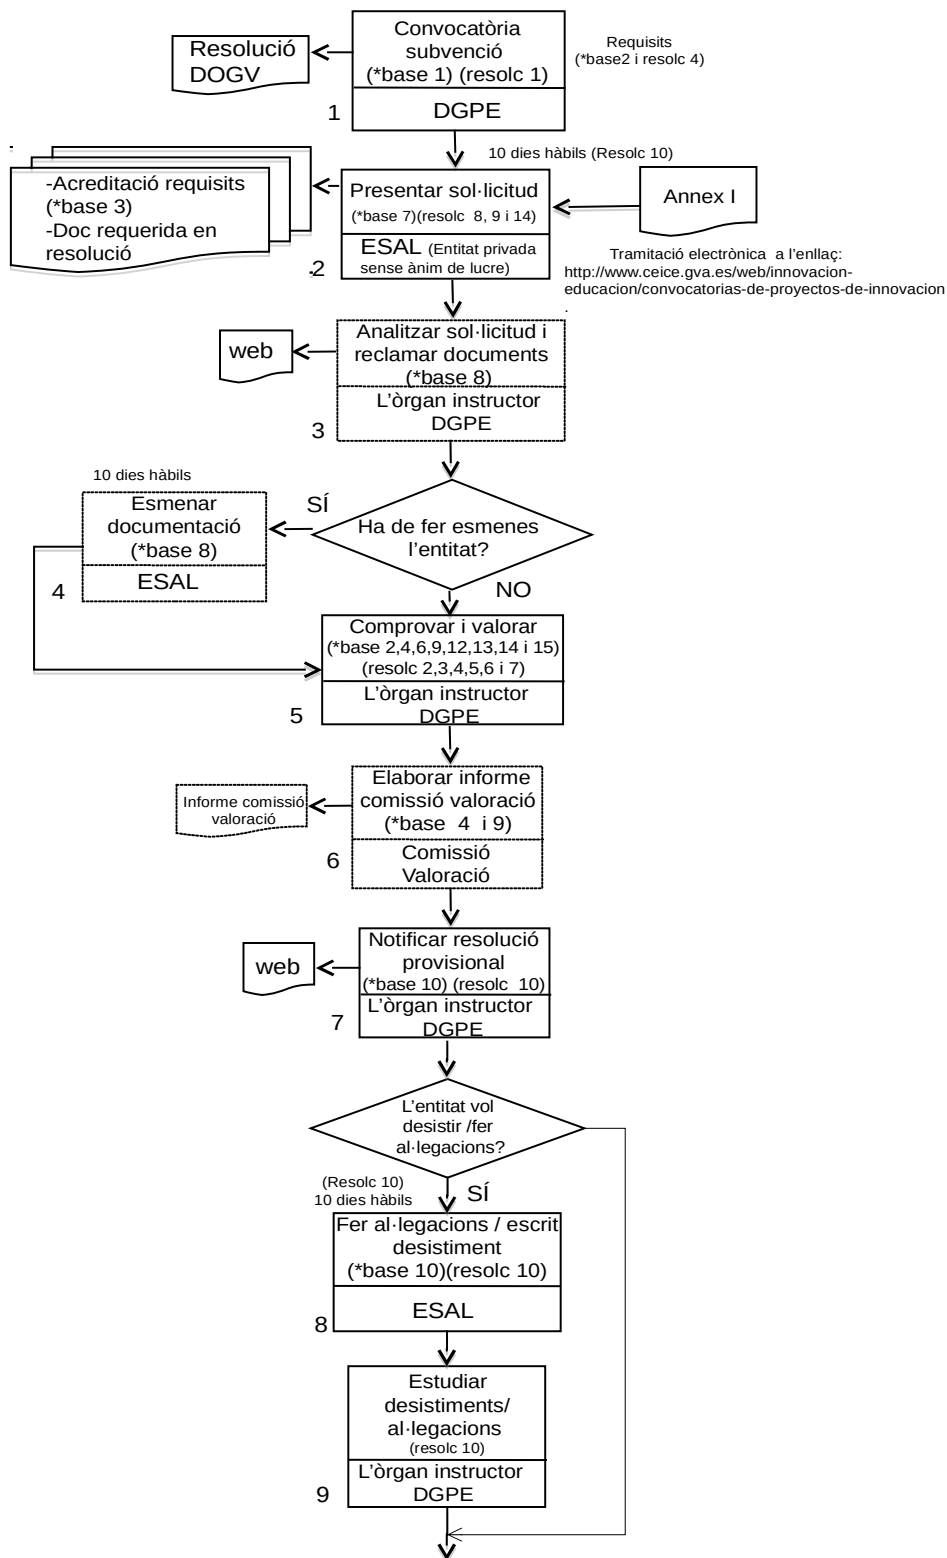 Convocatòria
subvenció
(*base 1) (resolc 1)
DGPE
1
Resolució
DOGV
Requisits
(*base2 i resolc 4)
10 dies hàbils (Resolc 10)
-Acreditació requisits
(*base 3)
-Doc requerida en
resolució
Presentar sol·licitud
(*base 7)(resolc 8, 9 i 14)
ESAL (Entitat privada
sense ànim de lucre)
.2
Annex I
Tramitació electrònica a l’enllaç:
http://www.ceice.gva.es/web/innovacion-
educacion/convocatorias-de-proyectos-de-innovacion
.
web
Analitzar sol·licitud i
reclamar documents
(*base 8)
L’òrgan instructor
DGPE
3
10 dies hàbils
Esmenar
documentació
(*base 8)
ESAL
4
SÍ
Ha de fer esmenes
l’entitat?
NO
Comprovar i valorar
(*base 2,4,6,9,12,13,14 i 15)
(resolc 2,3,4,5,6 i 7)
L’òrgan instructor
DGPE
5
Informe comissió
valoració
Elaborar informe
comissió valoració
(*base 4 i 9)
Comissió
Valoració
6
web
Notificar resolució
provisional
(*base 10) (resolc 10)
L’òrgan instructor
DGPE
7
L’entitat vol
desistir /fer
al·legacions?
(Resolc 10)
10 dies hàbils
SÍ
Fer al·legacions / escrit
desistiment
(*base 10)(resolc 10)
ESAL
8
Estudiar
desistiments/
al·legacions
(resolc 10)
L’òrgan instructor
DGPE
9